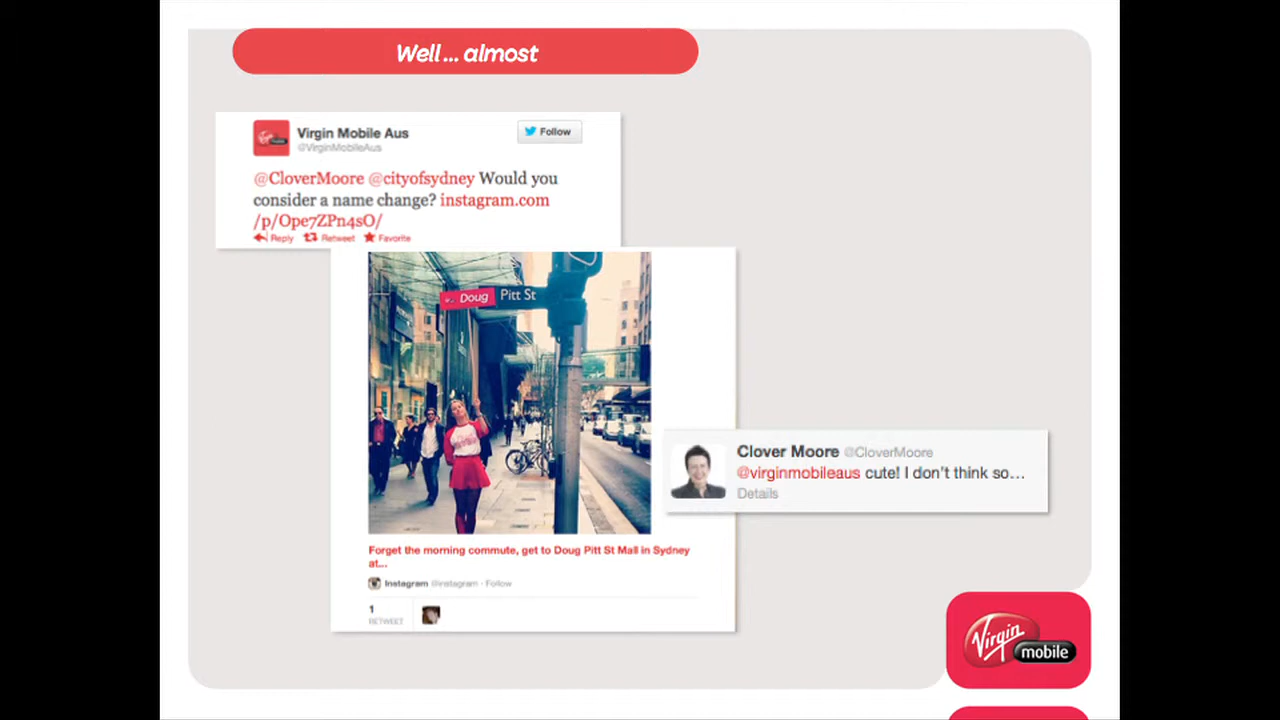 Well... almost
Virgin Mobile Aus
@VirginMobileAus
Follow
@CloverMoore @cityofsydney Would you
consider a name change? instagram.com
/p/Ope7ZPn4sO/
Reply Retweet Favorite
Doug Pitt St
Clover Moore @CloverMoore
@virginmobileaus cute! I don't think so...
Details
Forget the morning commute, get to Doug Pitt St Mall in Sydney
at...
Instagram @instagram · Follow
1
RETWEET
Virgin
mobile